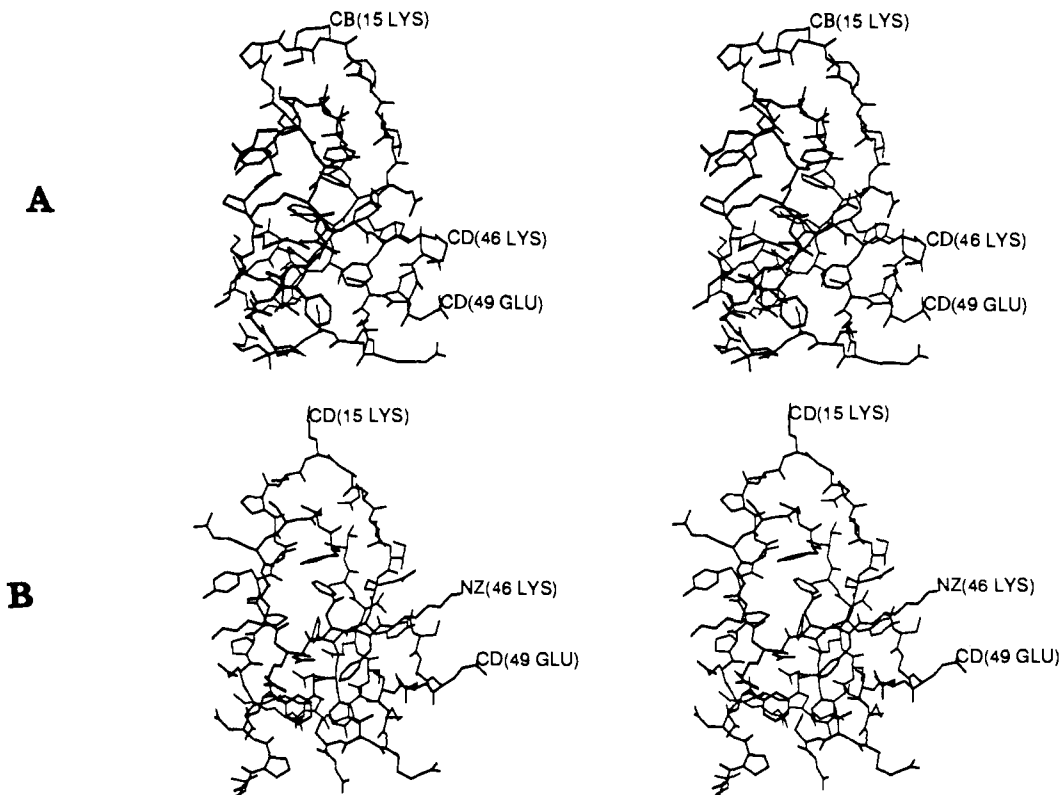 CB(15 LYS)
CB(15 LYS)
A
CD(46 LYS)
CD(46 LYS)
CD(49 GLU)
CD(49 GLU)
CD(15 LYS)
CD(15 LYS)
B
NZ(46 LYS)
NZ(46 LYS)
CD(49 GLU)
CD(49 GLU)